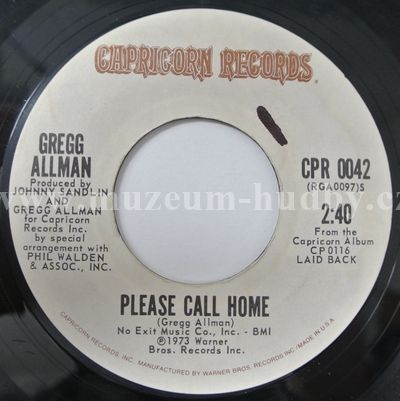 CAPRICORN RECORDS
GREGG
ALLMAN
Produced by
JOHNNY SANDLIN
AND
GREGG ALLMAN
for Capricorn
Records Inc.
by special
arrangement with
PHIL WALDEN
& ASSOC., INC.
CPR 0042
(RGA0097)S
2:40
From the
Capricorn Album
CP 0116
LAID BACK
www.muzeum-hudby.cz
PLEASE CALL HOME
(Gregg Allman)
No Exit Music Co., Inc. - BMI
℗1973 Warner
Bros. Records Inc.
CAPRICORN RECORDS, INC. MANUFACTURED BY WARNER BROS. RECORDS INC. MADE IN U.S.A.